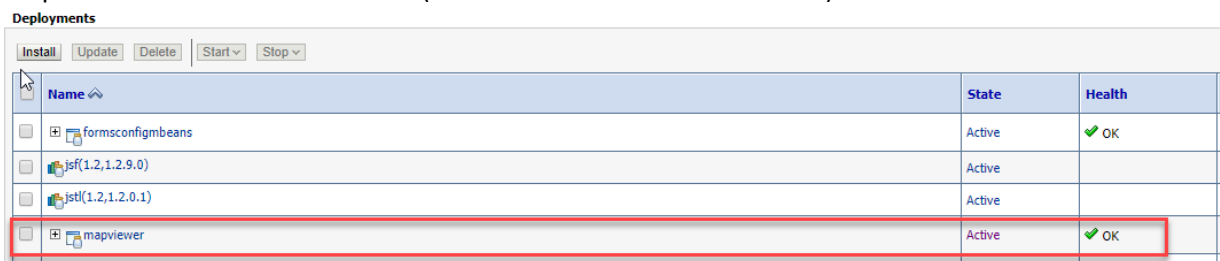 Deployments
Install Update Delete Start Stop
Name State Health
formsconfigmbeans Active OK
jsf(1.2,1.2.9.0) Active
jstl(1.2,1.2.0.1) Active
mapviewer Active OK